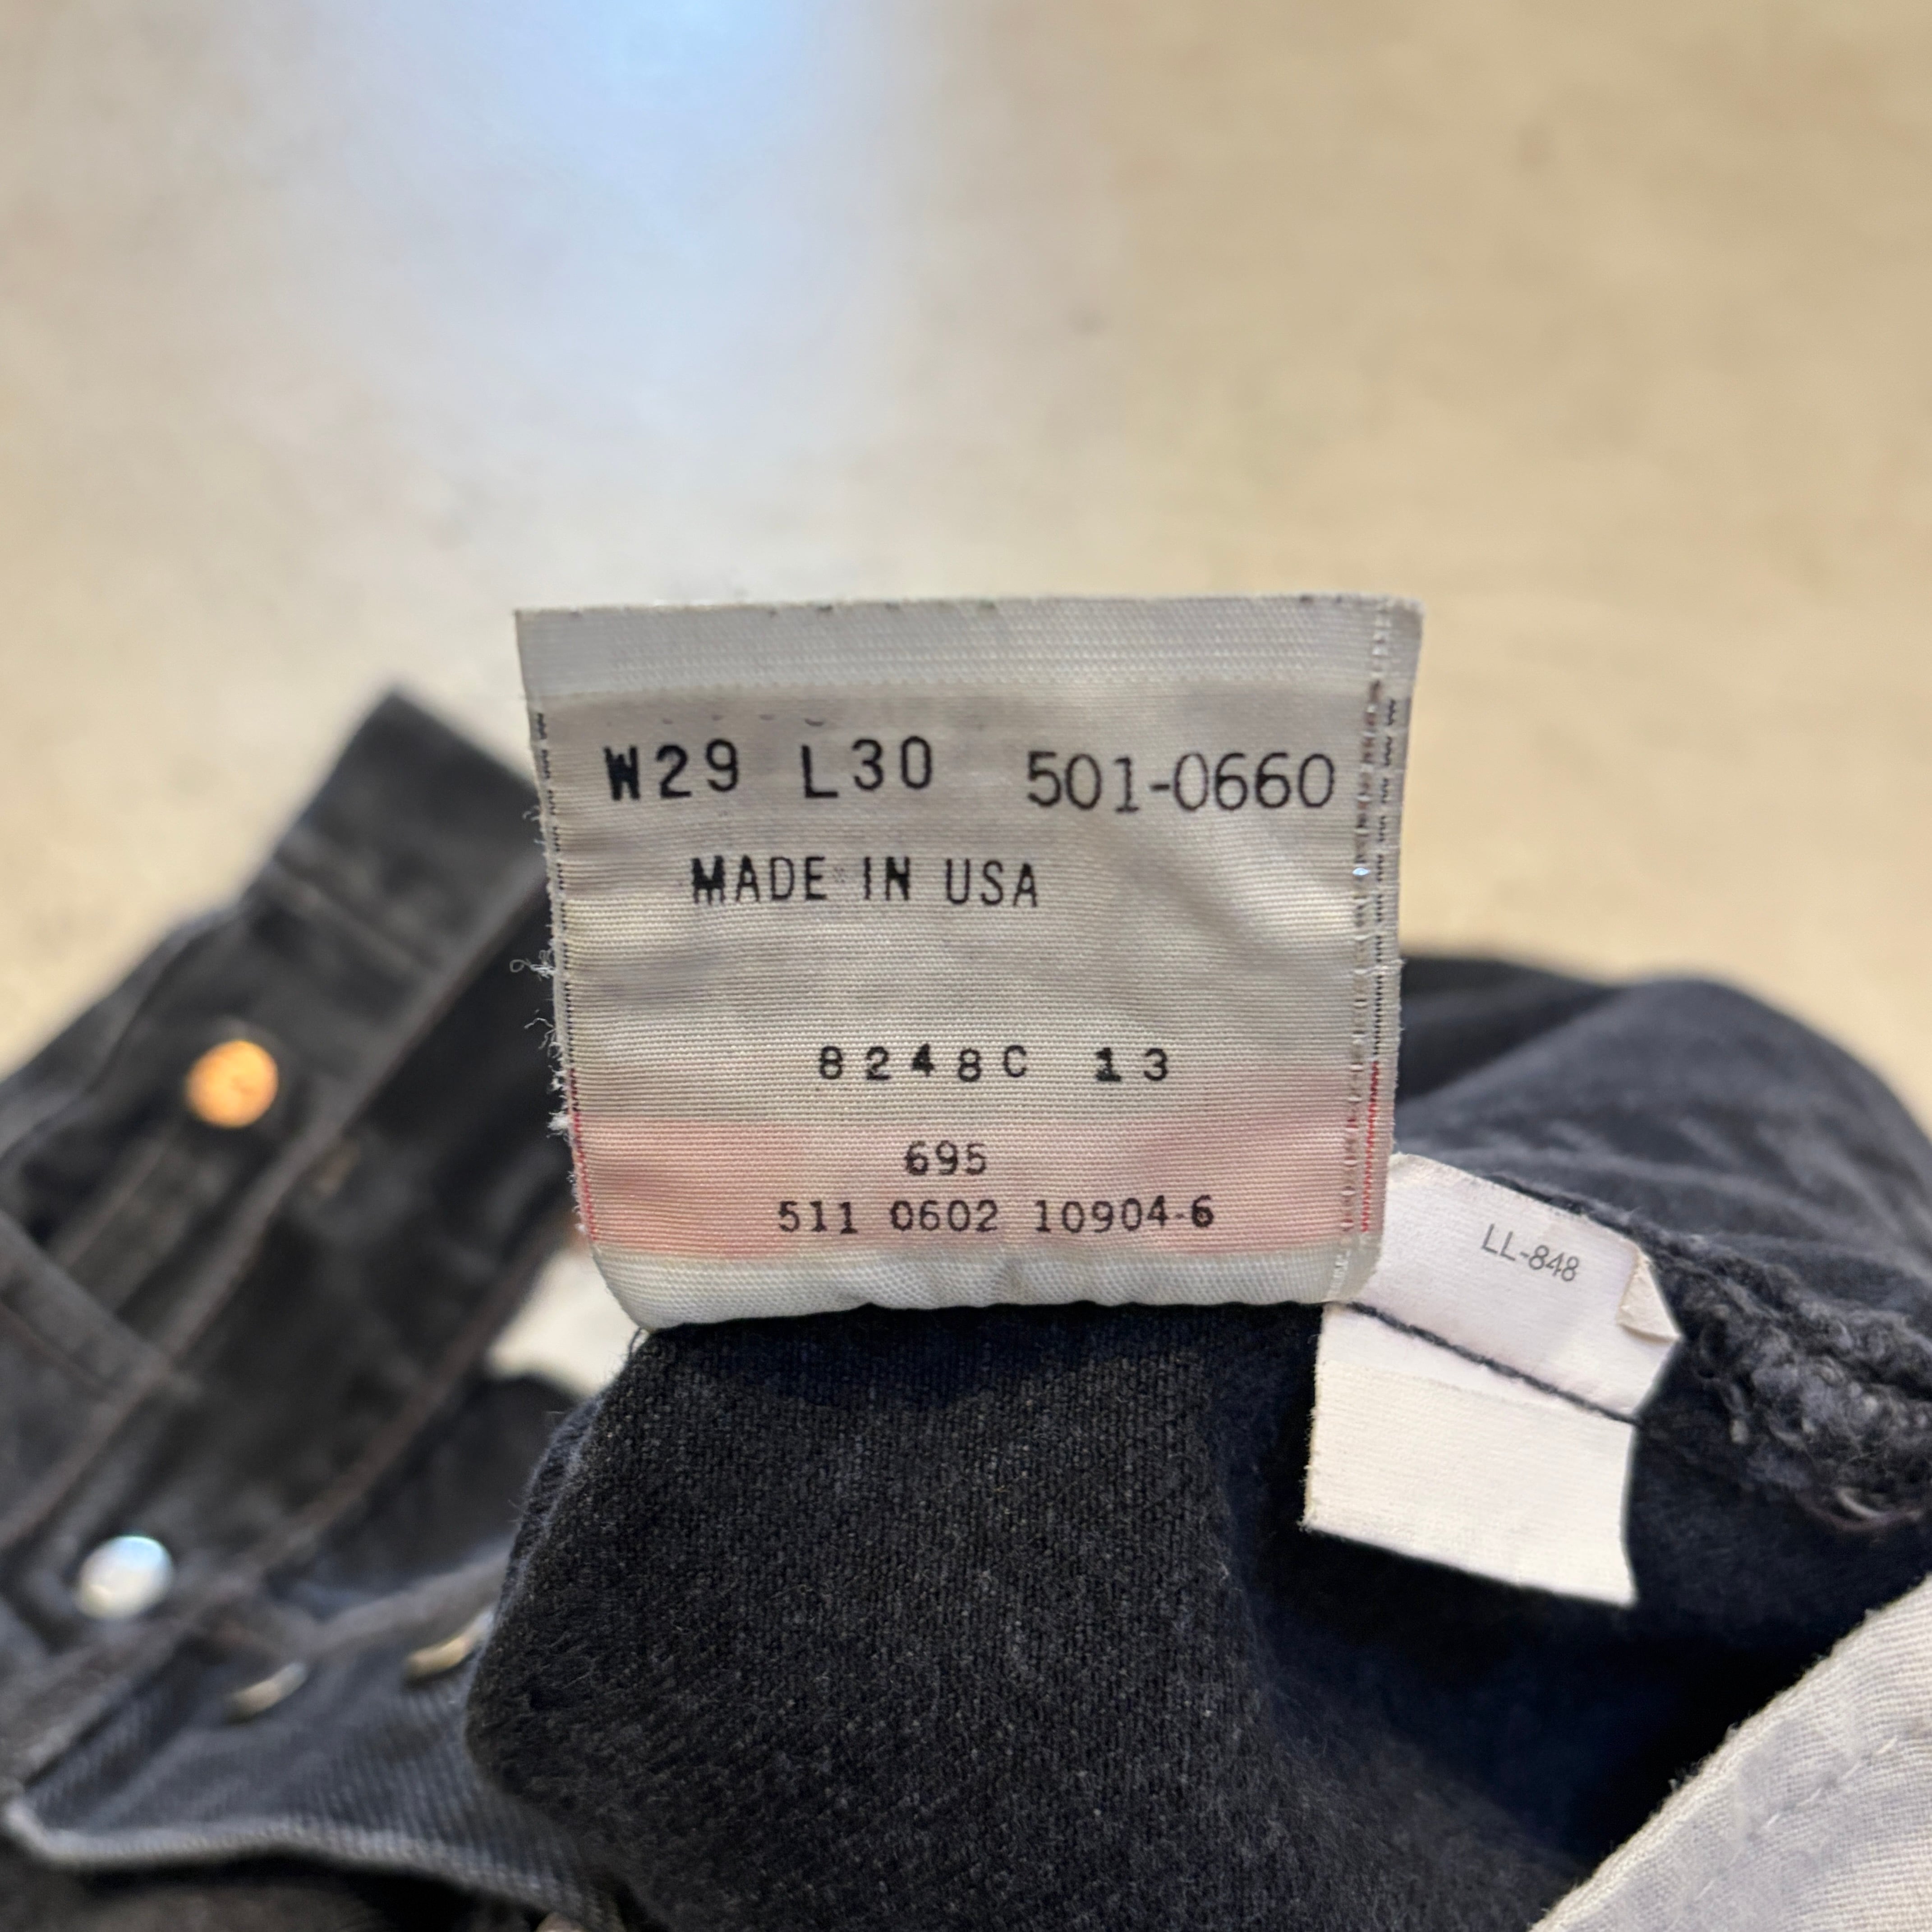 W29 L30 501-0660
MADE IN USA
8248C 13
695
511 0602 10904-6
LL-848